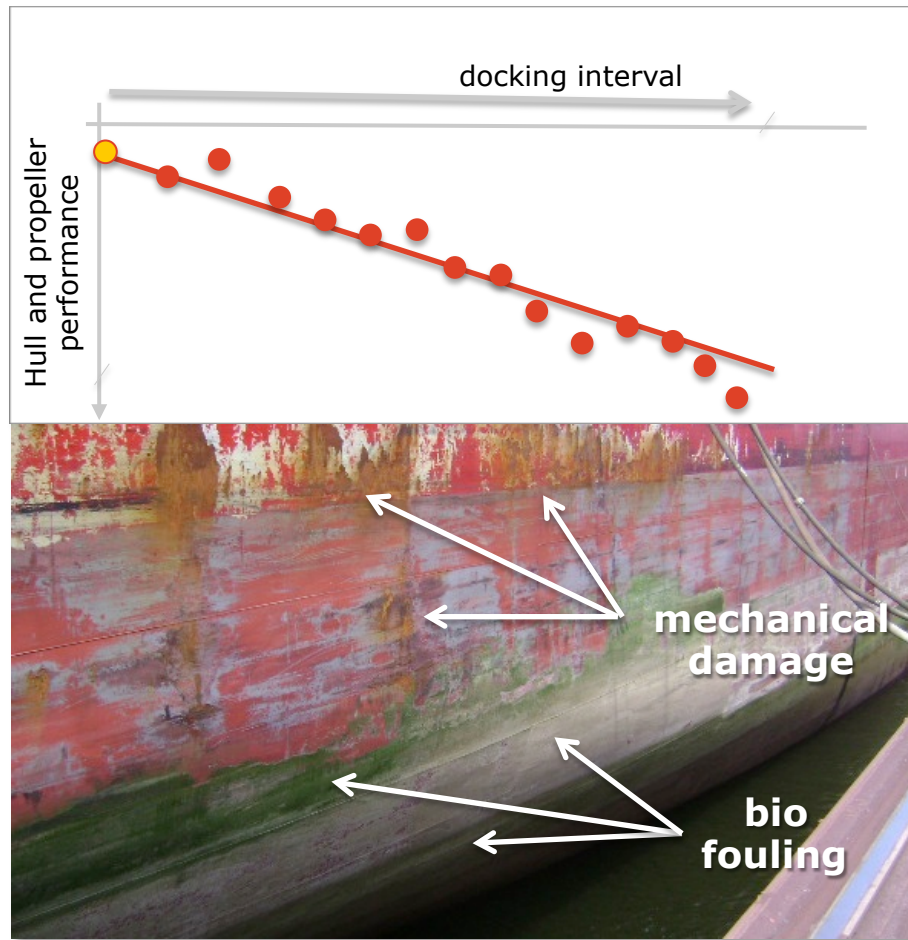 docking interval
Hull and propeller
performance
mechanical
damage
bio
fouling